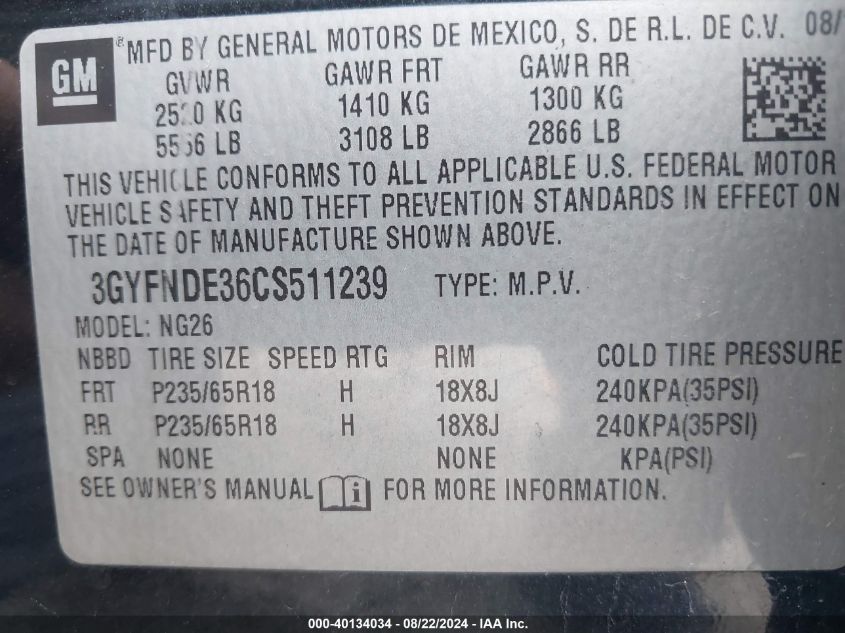 GM
® MFD BY GENERAL MOTORS DE MEXICO, S. DE R.L. DE C.V. 08/
GVWR GAWR FRT GAWR RR
1410 KG 1300 KG
3108 LB 2866 LB
THIS VEHICLE CONFORMS TO ALL APPLICABLE U.S. FEDERAL MOTOR
VEHICLE SAFETY AND THEFT PREVENTION STANDARDS IN EFFECT ON
THE DATE OF MANUFACTURE SHOWN ABOVE.
3GYFNDE36CS511239 TYPE: M.P.V.
MODEL: NG26
NBBD TIRE SIZE SPEED RTG RIM COLD TIRE PRESSURE
FRT P235/65R18 H 18X8J 240KPA(35PSI)
RR P235/65R18 H 18X8J 240KPA(35PSI)
SPA NONE NONE KPA(PSI)
SEE OWNER'S MANUAL i FOR MORE INFORMATION.
000-40134034 - 08/22/2024 - IAA Inc.